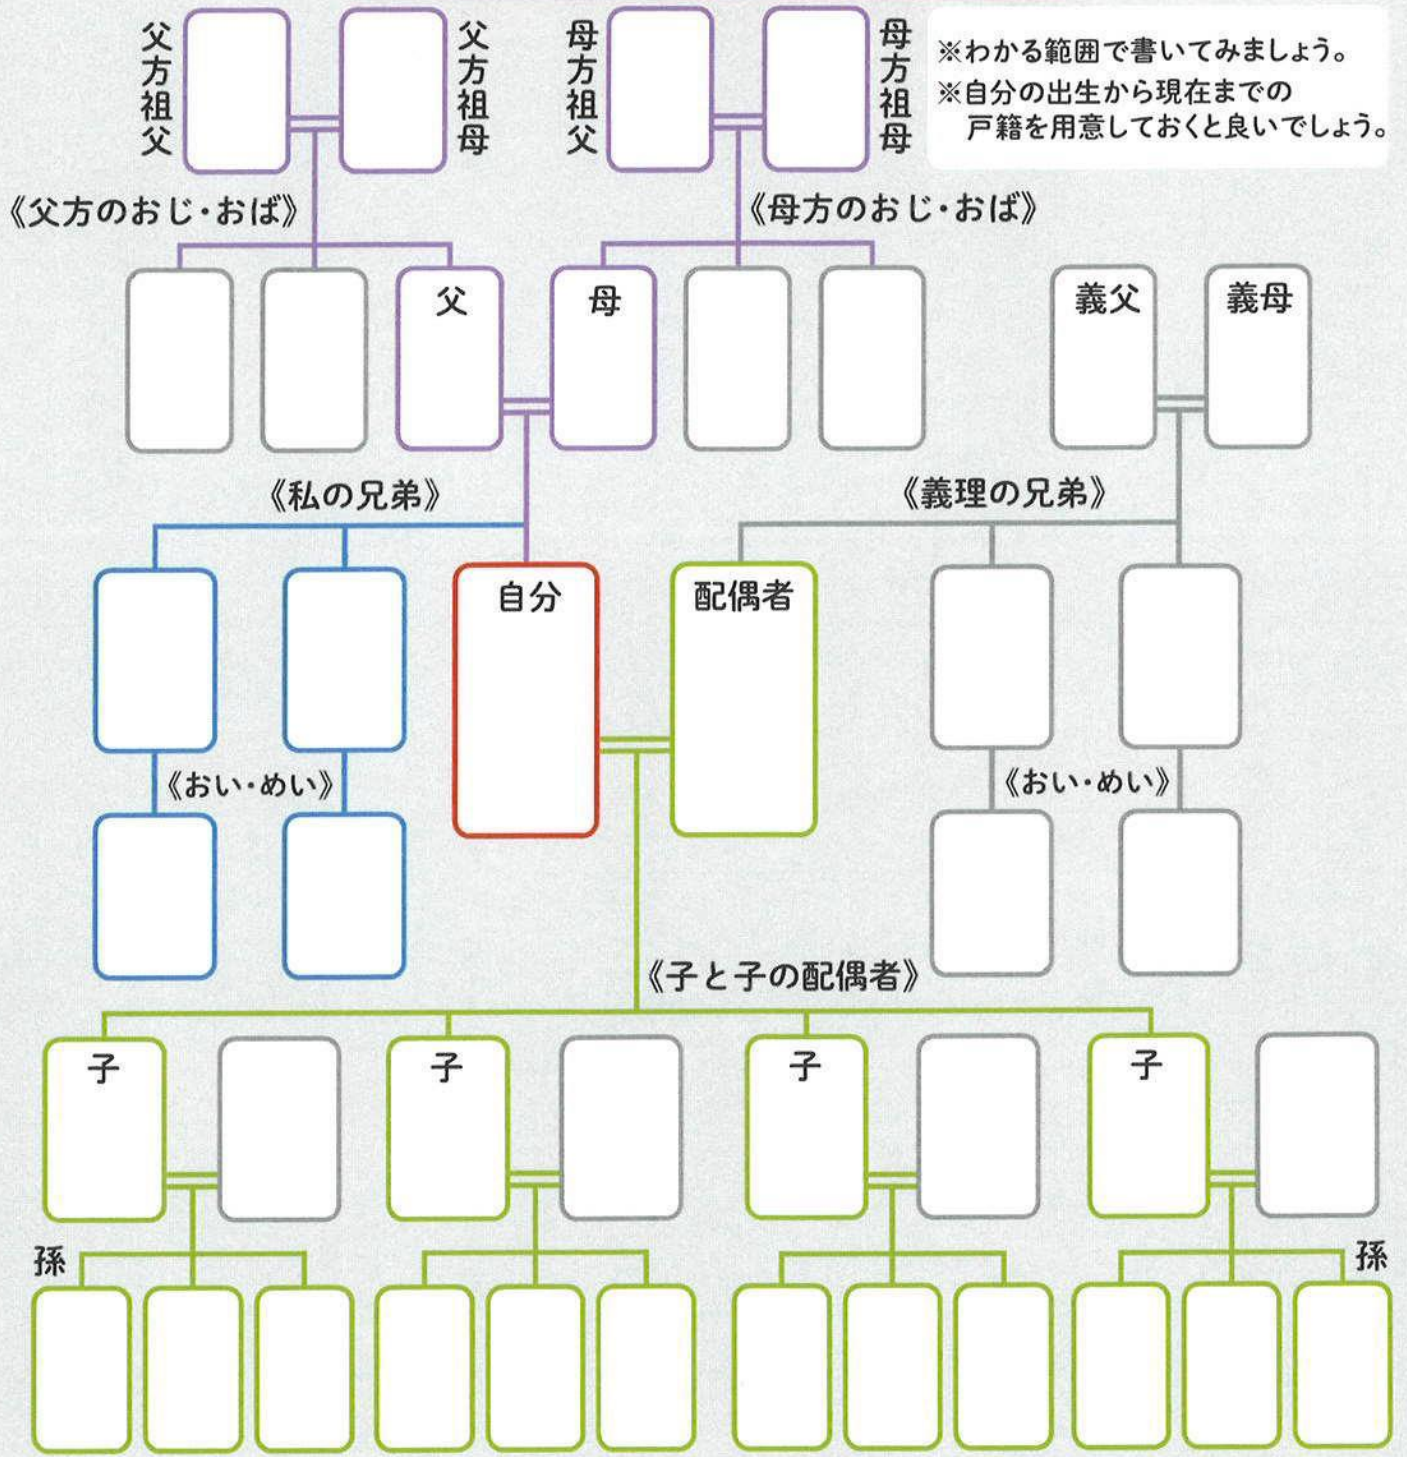 父方祖父
父方祖母
母方祖父
母方祖母
※わかる範囲で書いてみましょう。
※自分の出生から現在までの
戸籍を用意しておくと良いでしょう。
《父方のおじ・おば》
《母方のおじ・おば》
父
母
義父
義母
《私の兄弟》
《義理の兄弟》
自分
配偶者
《おい・めい》
《おい・めい》
《子と子の配偶者》
子
子
子
子
孫
孫